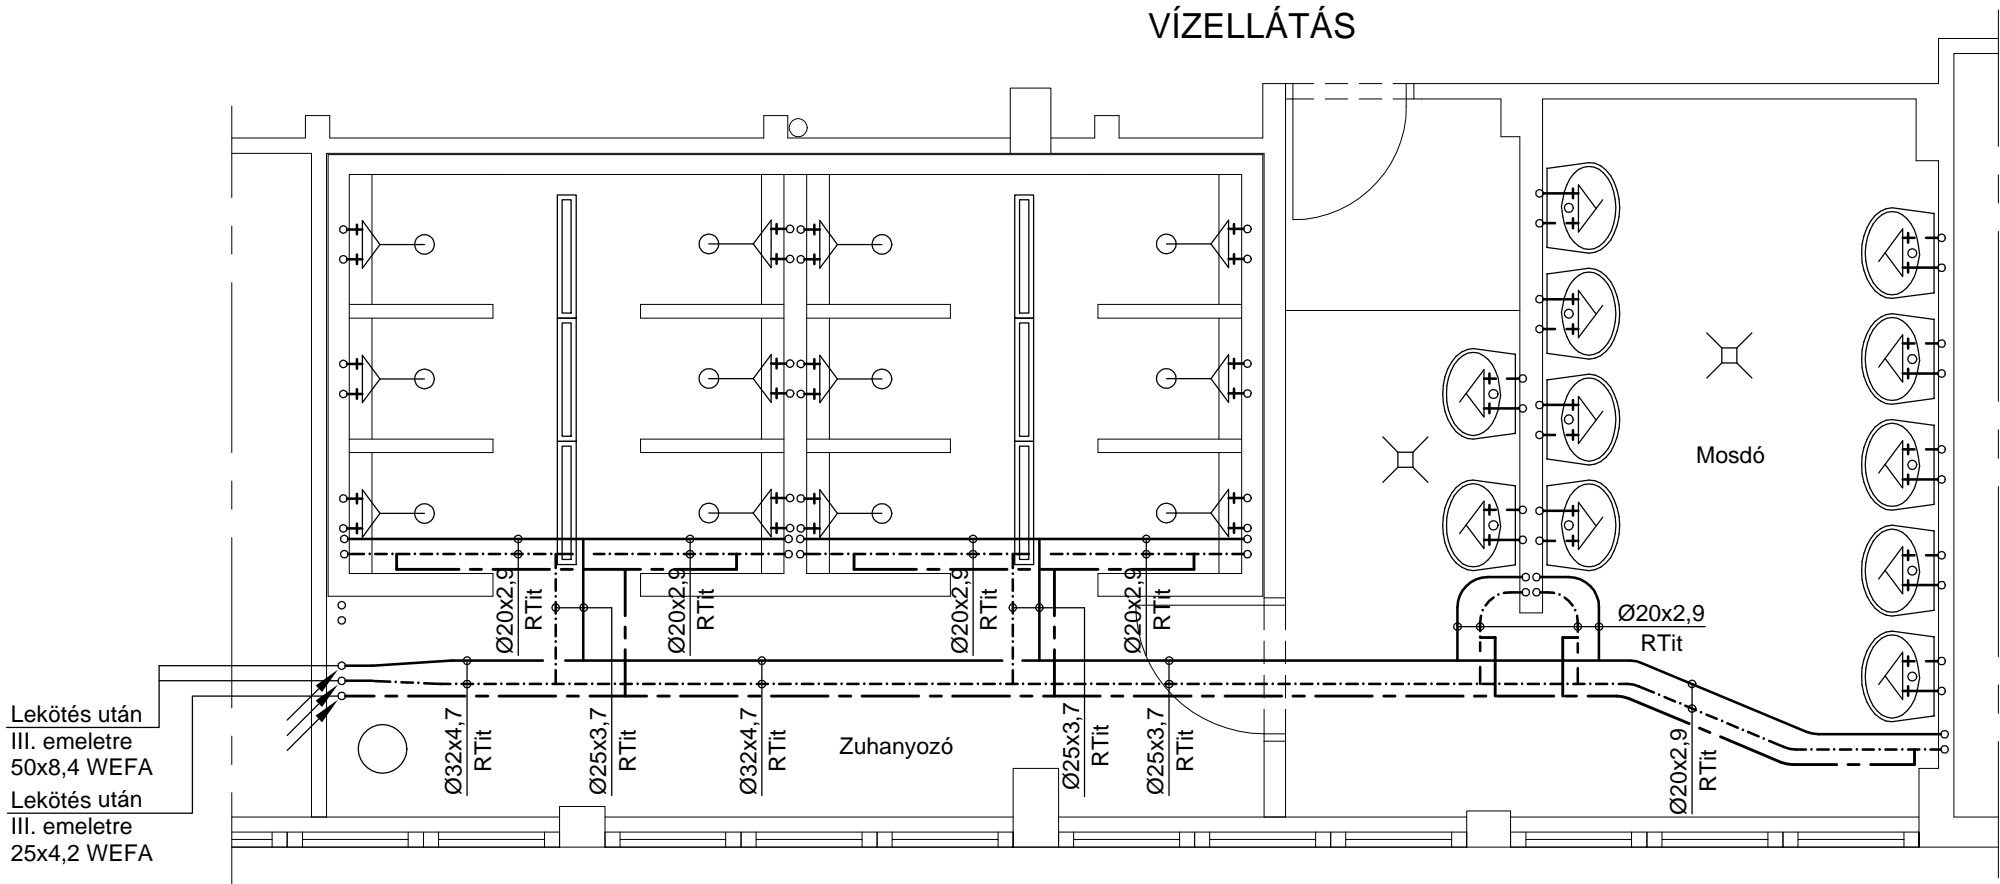 VÍZELLÁTÁS
Mosdó
Ø20x2,9
RTit
Ø20x2,9
RTit
Ø20x2,9
RTit
Ø20x2,9
RTit
Ø20x2,9
RTit
Lekötés után
III. emeletre
50x8,4 WEFA
Lekötés után
III. emeletre
25x4,2 WEFA
Ø32x4,7
RTit
Ø25x3,7
RTit
Ø32x4,7
RTit
Zuhanyozó
Ø25x3,7
RTit
Ø25x3,7
RTit
Ø20x2,9
RTit